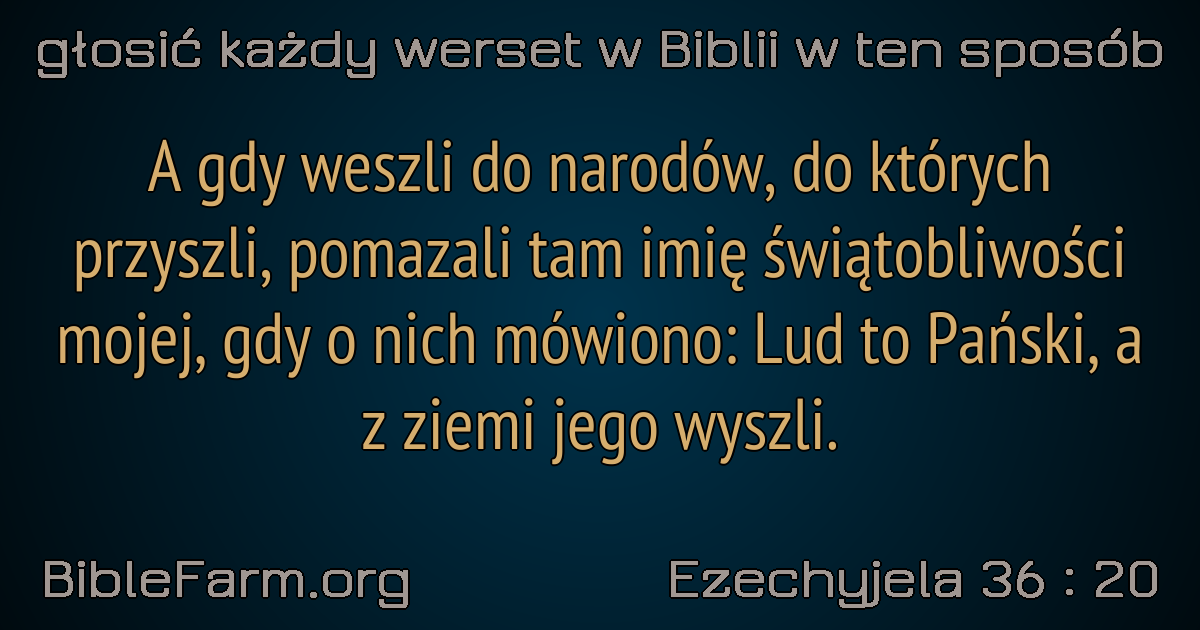 głosić każdy werset w Biblii w ten sposób
A gdy weszli do narodów, do których
przyszli, pomazali tam imię świątobliwości
mojej, gdy o nich mówiono: Lud to Pański, a
z ziemi jego wyszli.
BibleFarm.org
Ezechyjela 36 : 20